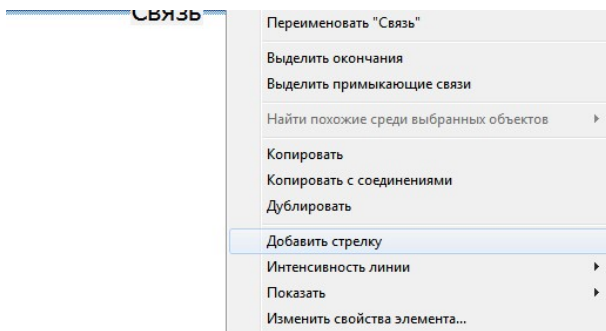 Связь
Переименовать "Связь"
Выделить окончания
Выделить примыкающие связи
Найти похожие среди выбранных объектов
Копировать
Копировать с соединениями
Дублировать
Добавить стрелку
Интенсивность линии
Показать
Изменить свойства элемента...